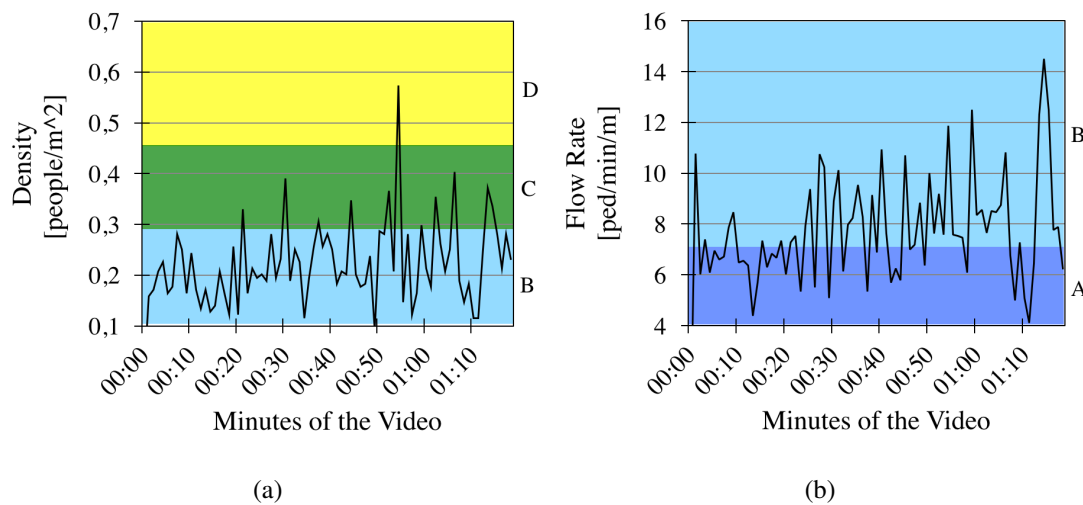 0,7
0,6
0,5
0,4
0,3
0,2
0,1
Density
[people/m^2]
D
C
B
00:00
00:10
00:20
00:30
00:40
00:50
01:00
01:10
Minutes of the Video
(a)
16
14
12
10
8
6
4
Flow Rate
[ped/min/m]
B
A
00:00
00:10
00:20
00:30
00:40
00:50
01:00
01:10
Minutes of the Video
(b)